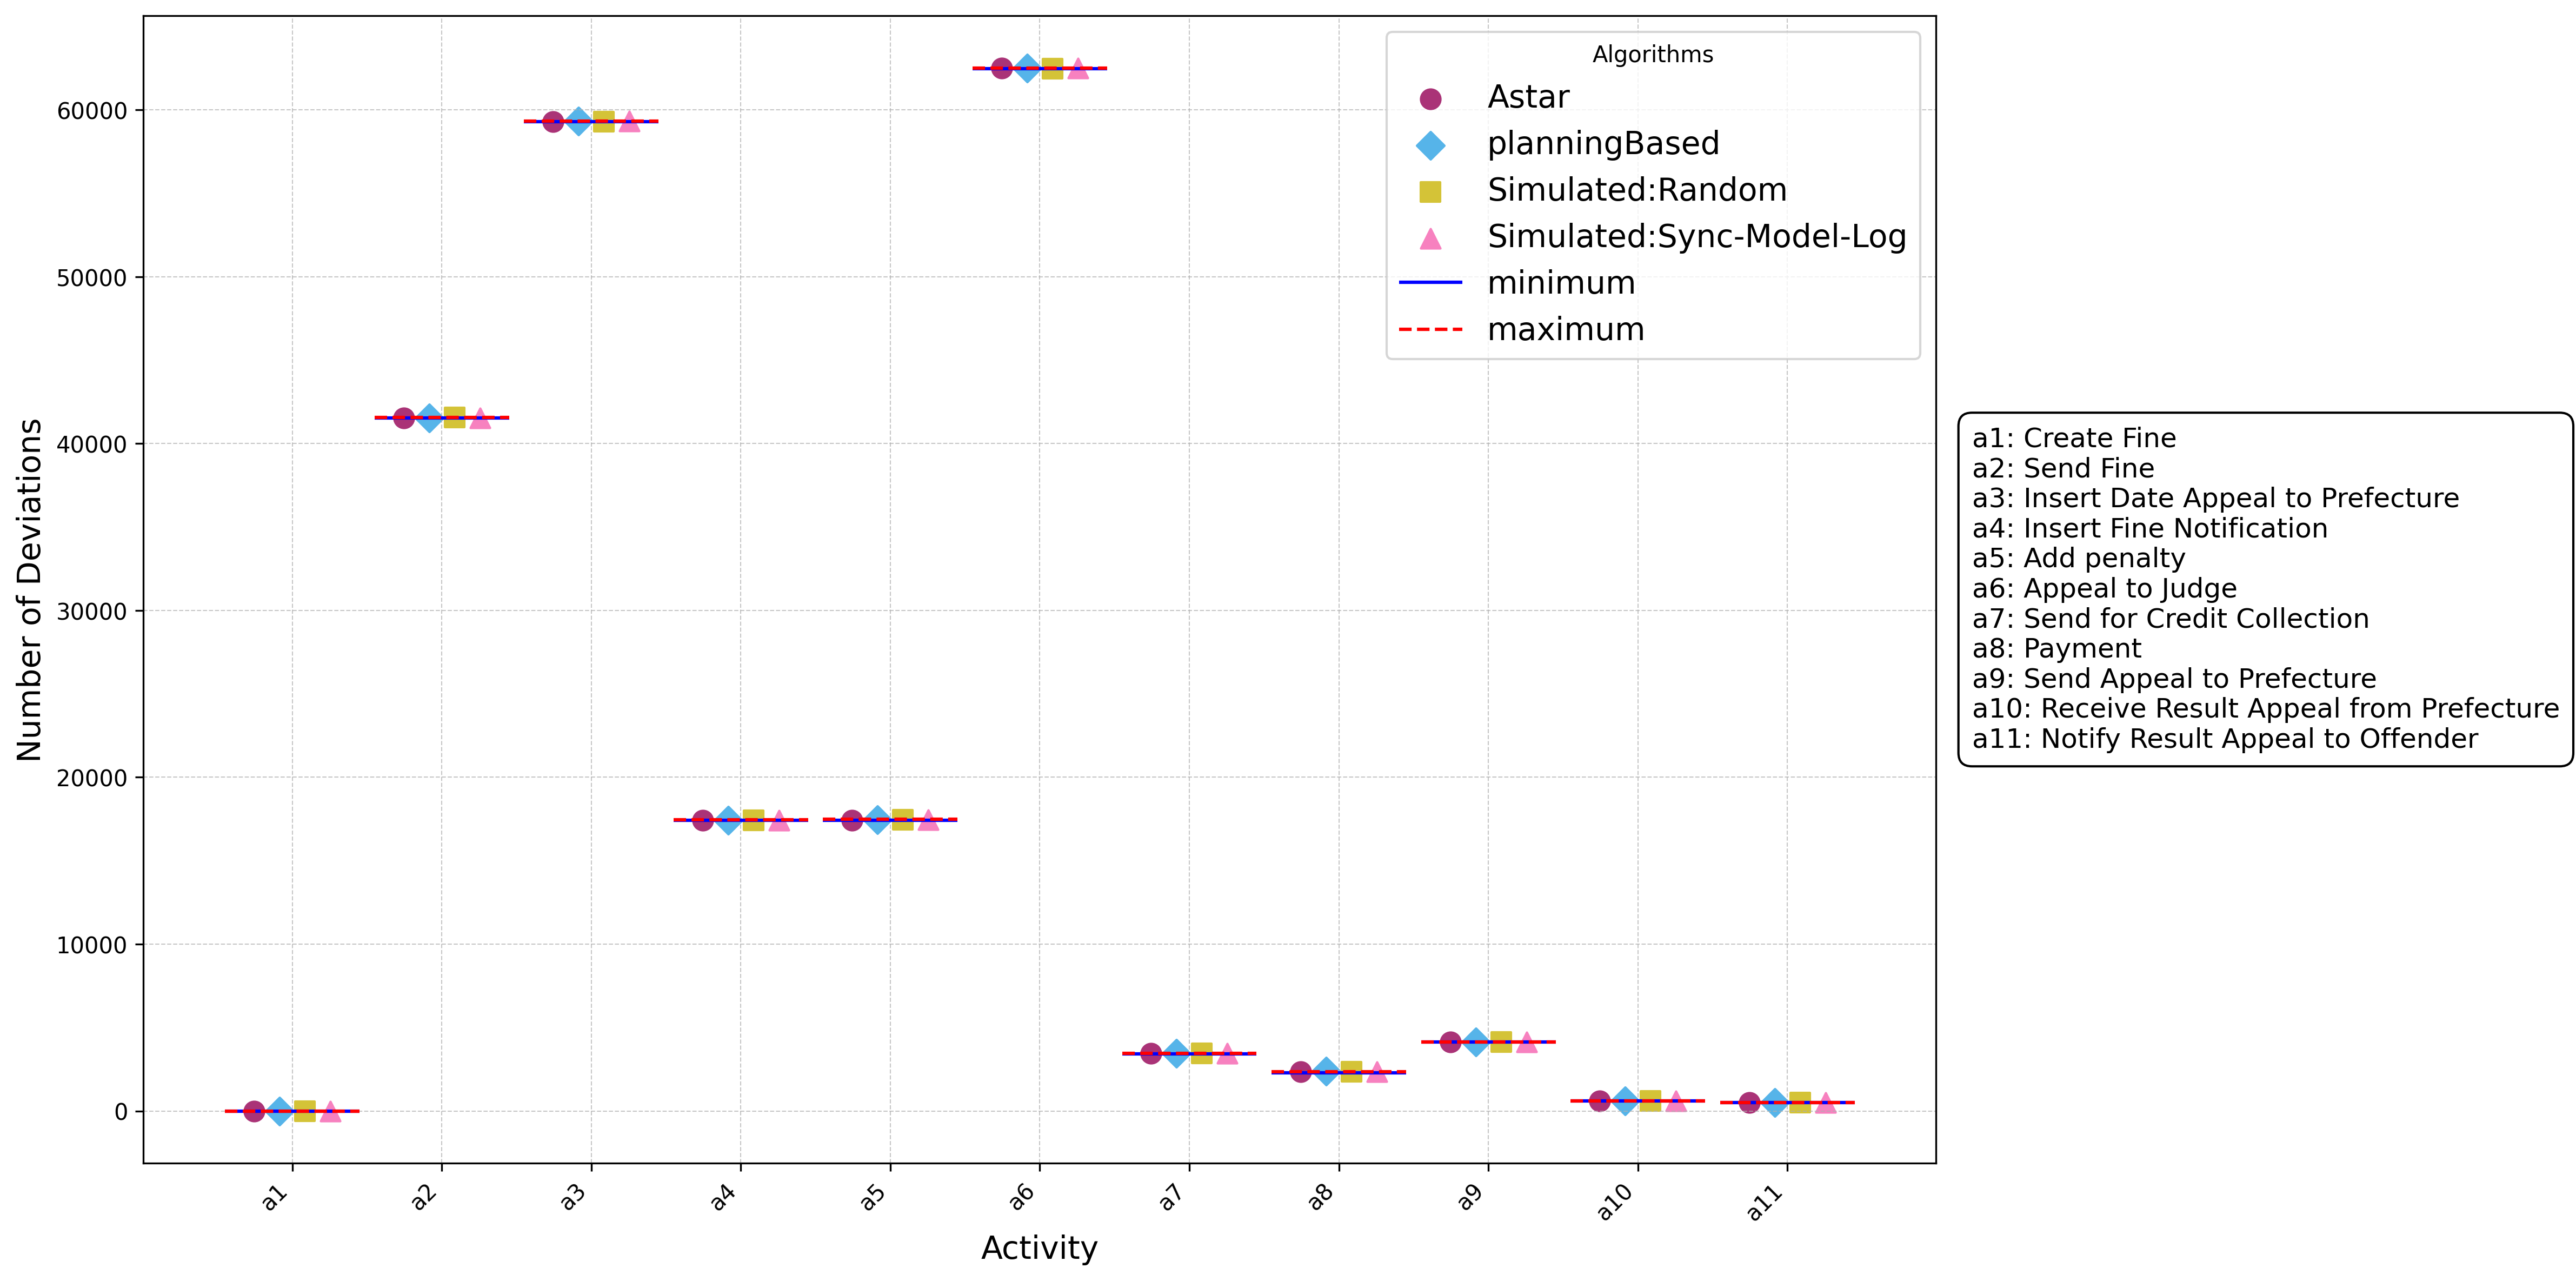 Number of Deviations
60000
50000
40000
30000
20000
10000
0
a1
a2
a3
a4
a5
a6
a7
a8
a9
a10
a11
Activity
Algorithms
Astar
planningBased
Simulated:Random
Simulated:Sync-Model-Log
minimum
maximum
a1: Create Fine
a2: Send Fine
a3: Insert Date Appeal to Prefecture
a4: Insert Fine Notification
a5: Add penalty
a6: Appeal to Judge
a7: Send for Credit Collection
a8: Payment
a9: Send Appeal to Prefecture
a10: Receive Result Appeal from Prefecture
a11: Notify Result Appeal to Offender